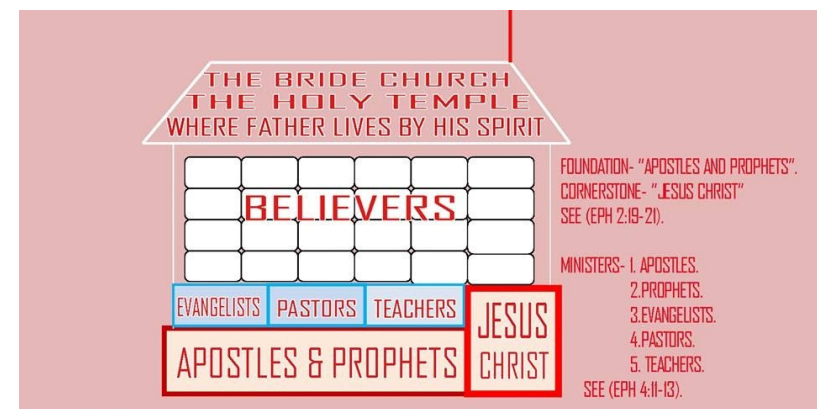 THE BRIDE CHURCH
THE HOLY TEMPLE
WHERE FATHER LIVES BY HIS SPIRIT
BELIEVERS
EVANGELISTS
PASTORS
TEACHERS
APOSTLES & PROPHETS
JESUS
CHRIST
FOUNDATION- "APOSTLES AND PROPHETS".
CORNERSTONE- "JESUS CHRIST"
SEE (EPH 2:19-21).
MINISTERS- 1. APOSTLES.
2.PROPHETS.
3.EVANGELISTS.
4.PASTORS.
5. TEACHERS.
SEE (EPH 4:11-13).